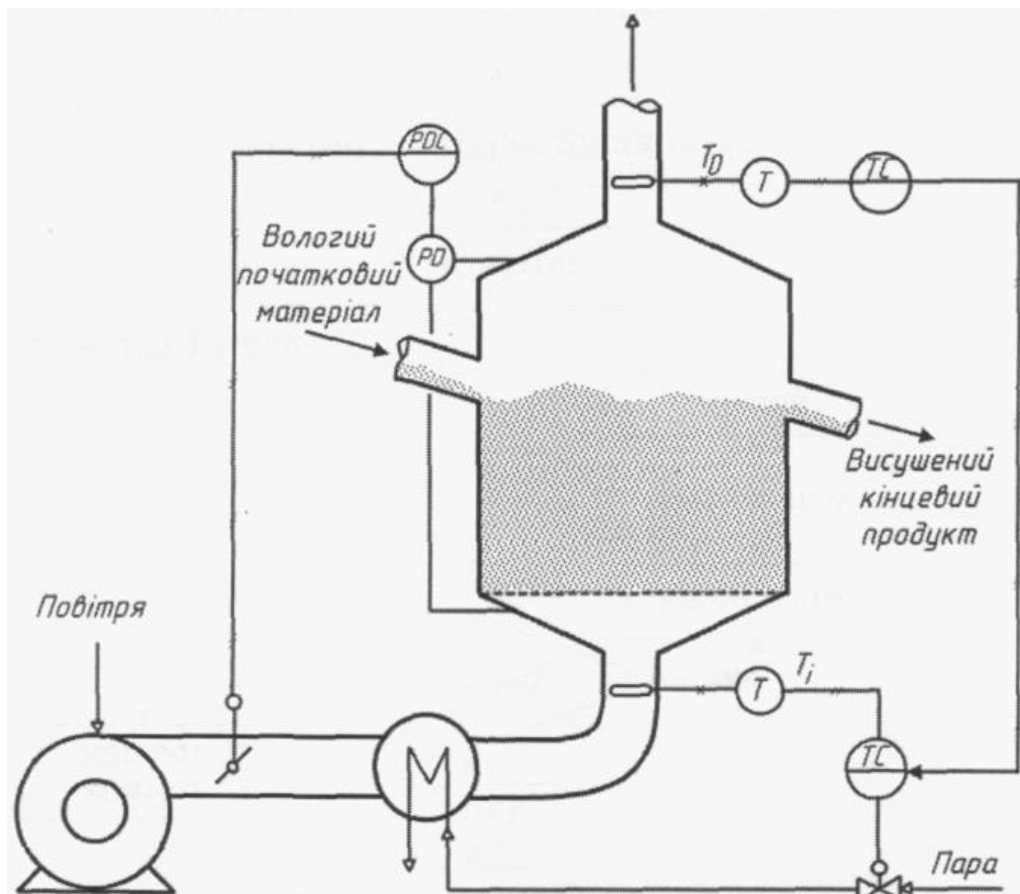 PDC
T_D
T
TC
Вологий
початковий
матеріал
PD
Висушений
кінцевий
продукт
Повітря
T
T_i
TC
Пара